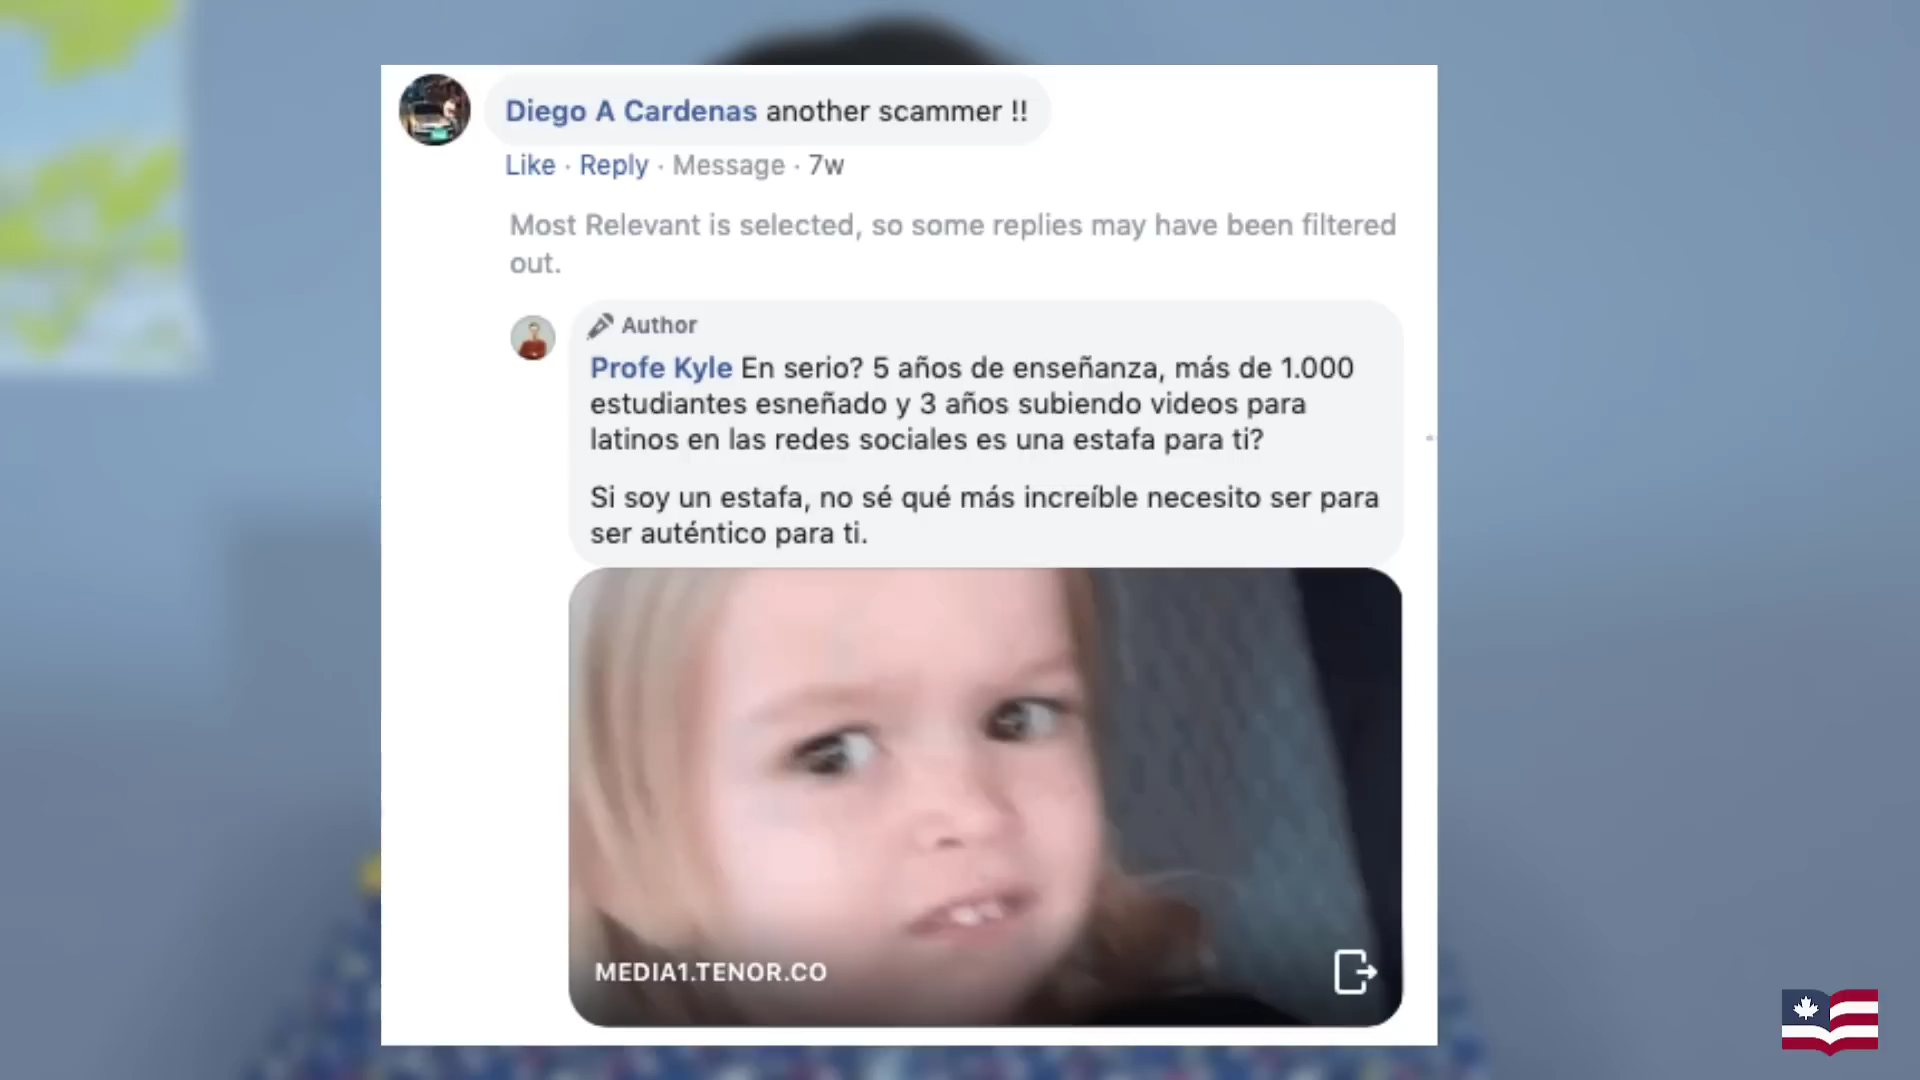 Diego A Cardenas another scammer !!
Like · Reply · Message · 7w
Most Relevant is selected, so some replies may have been filtered
out.
Author
Profe Kyle En serio? 5 años de enseñanza, más de 1.000
estudiantes esneñado y 3 años subiendo videos para
latinos en las redes sociales es una estafa para ti?
Si soy un estafa, no sé qué más increíble necesito ser para
ser auténtico para ti.
MEDIA1.TENOR.CO